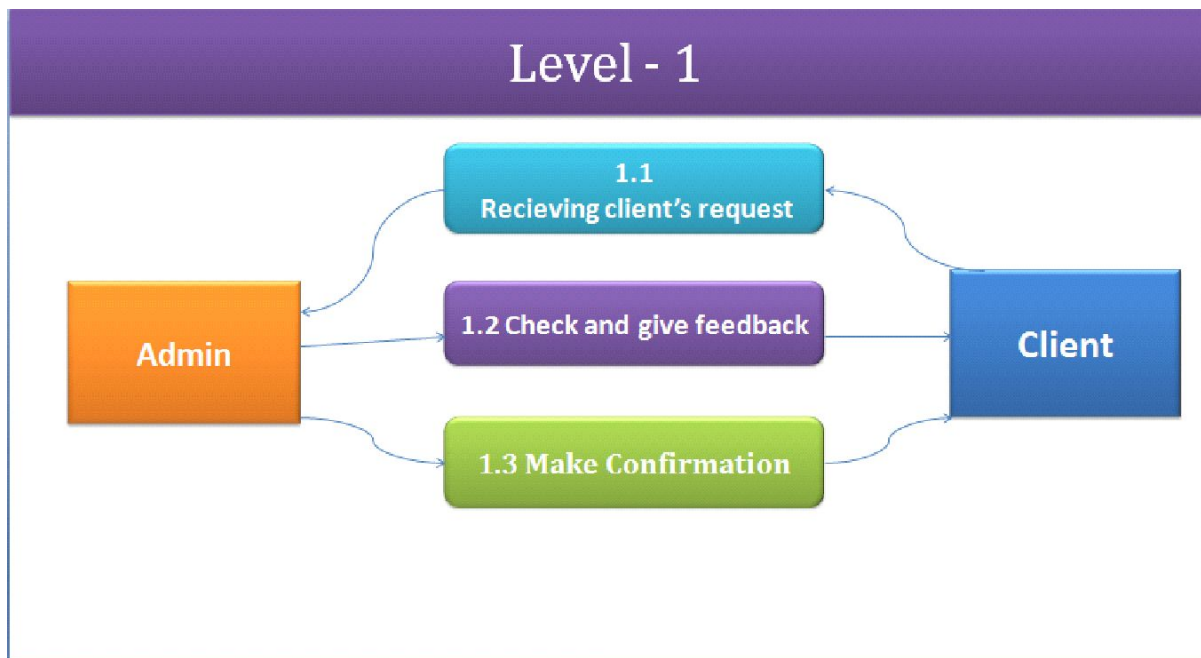 Level - 1
1.1
Recieving client's request
Admin
1.2 Check and give feedback
Client
1.3 Make Confirmation